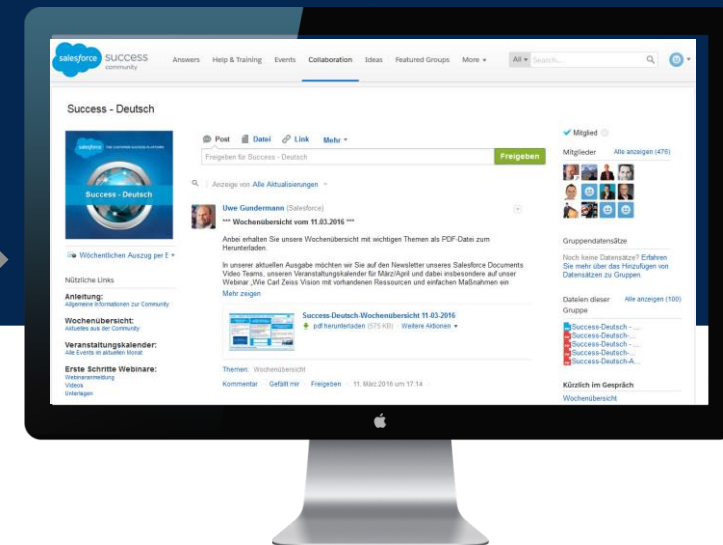 salesforce SUCCESS community
Answers Help & Training Events Collaboration Ideas Featured Groups More All Search...
Success - Deutsch
salesforce THE CUSTOMER SUCCESS PLATFORM
Success - Deutsch
Wöchentlichen Auszug per E
Nützliche Links
Anleitung:
Allgemeine Informationen zur Community
Wochenübersicht:
Aktuelles aus der Community
Veranstaltungskalender:
Alle Events im aktuellen Monat
Erste Schritte Webinare:
Webinaranmeldung
Videos
Unterlagen
Post Datei Link Mehr
Freigeben für Success - Deutsch Freigeben
Anzeige von Alle Aktualisierungen
Uwe Gundermann (Salesforce)
*** Wochenübersicht vom 11.03.2016 ***
Anbei erhalten Sie unsere Wochenübersicht mit wichtigen Themen als PDF-Datei zum
Herunterladen.
In unserer aktuellen Ausgabe möchten wir Sie auf den Newsletter unseres Salesforce Documents
Video Teams, unseren Veranstaltungskalender für März/April und dabei insbesondere auf unser
Webinar „Wie Carl Zeiss Vision mit vorhandenen Ressourcen und einfachen Maßnahmen ein
Mehr zeigen
Success-Deutsch-Wochenübersicht 11-03-2016
pdf herunterladen (575 KB) Weitere Aktionen
Themen: Wochenübersicht
Kommentar · Gefällt mir · Freigeben · 11. März 2016 um 17:14 ·
Mitglied
Mitglieder Alle anzeigen (476)
Gruppendatensätze
Noch keine Datensätze? Erfahren
Sie mehr über das Hinzufügen von
Datensätzen zu Gruppen.
Dateien dieser Alle anzeigen (100)
Gruppe
Success-Deutsch - ...
Success-Deutsch-...
Success-Deutsch - ...
Success-Deutsch-...
Success-Deutsch-A...
Kürzlich im Gespräch
Wochenübersicht